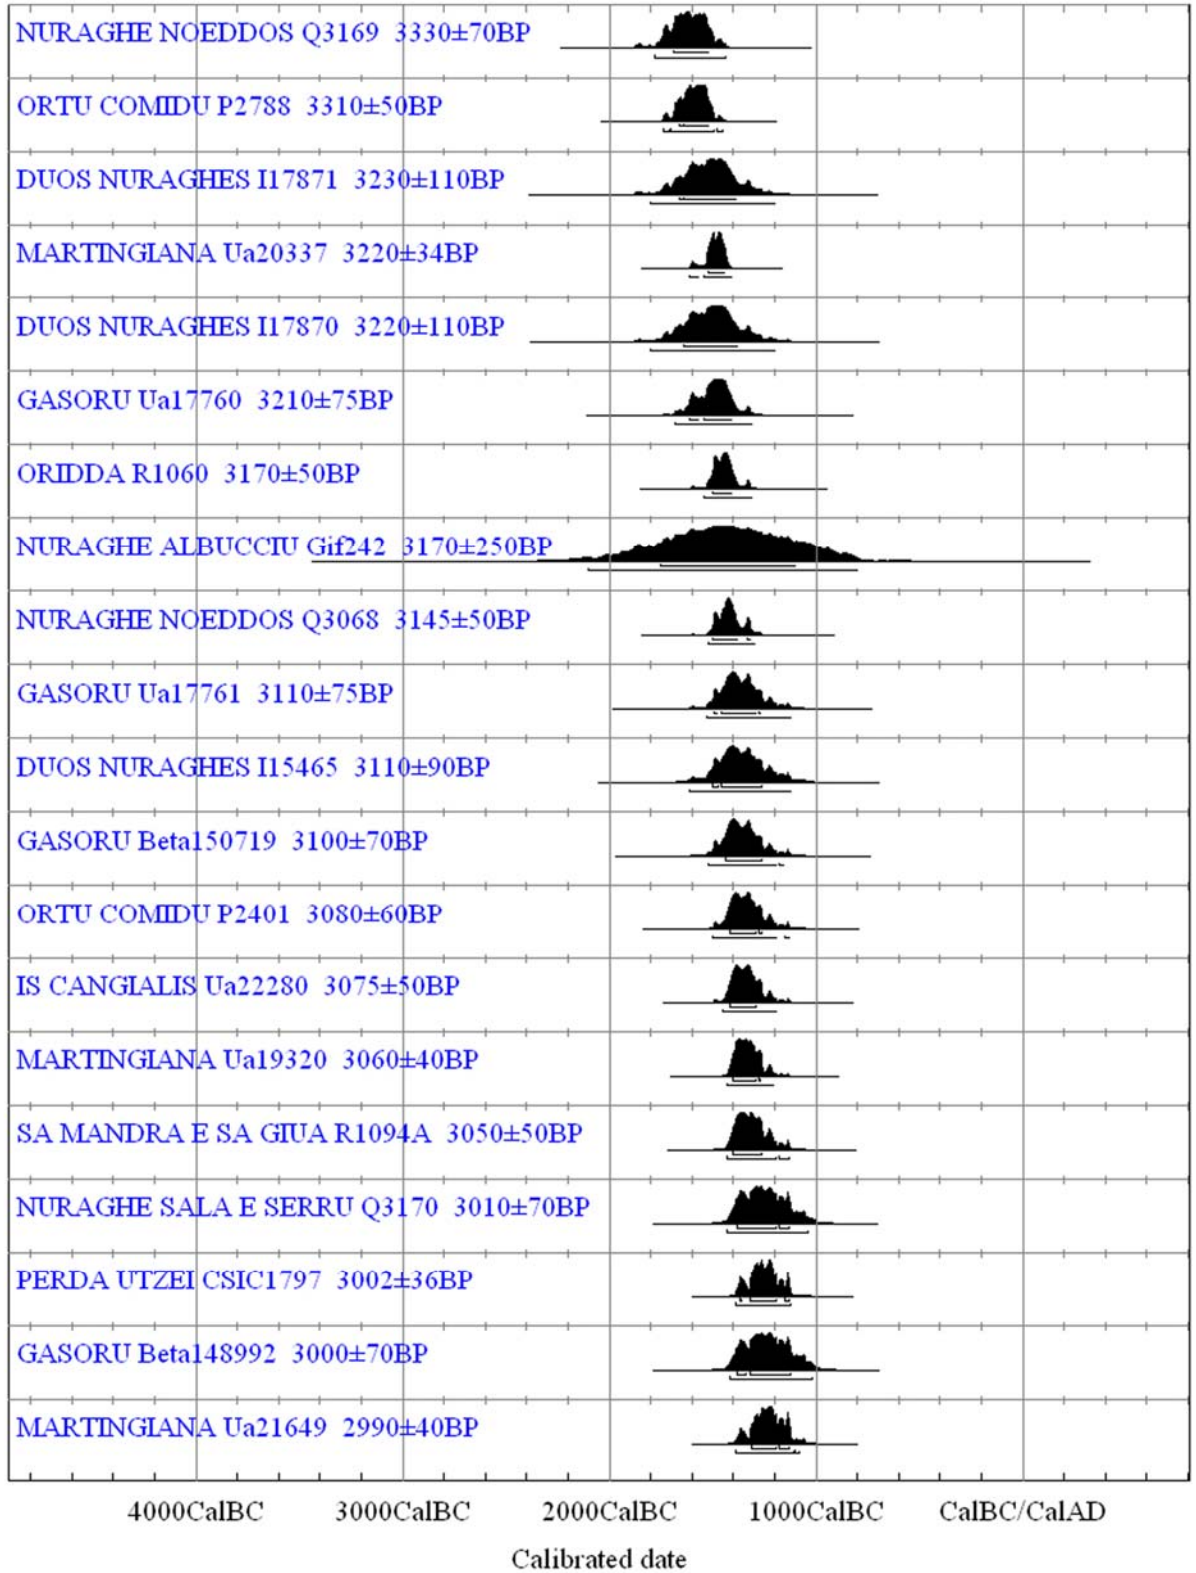 NURAGHE NOEDDOS Q3169 3330±70BP
ORTU COMIDU P2788 3310±50BP
DUOS NURAGHES I17871 3230±110BP
MARTINGIANA Ua20337 3220±34BP
DUOS NURAGHES I17870 3220±110BP
GASORU Ua17760 3210±75BP
ORIDDA R1060 3170±50BP
NURAGHE ALBUCCIU Gif242 3170±250BP
NURAGHE NOEDDOS Q3068 3145±50BP
GASORU Ua17761 3110±75BP
DUOS NURAGHES I15465 3110±90BP
GASORU Beta150719 3100±70BP
ORTU COMIDU P2401 3080±60BP
IS CANGIALIS Ua22280 3075±50BP
MARTINGIANA Ua19320 3060±40BP
SA MANDRA E SA GIUA R1094A 3050±50BP
NURAGHE SALA E SERRU Q3170 3010±70BP
PERDA UTZEI CSIC1797 3002±36BP
GASORU Beta148992 3000±70BP
MARTINGIANA Ua21649 2990±40BP
4000CalBC 3000CalBC 2000CalBC 1000CalBC CalBC/CalAD
Calibrated date